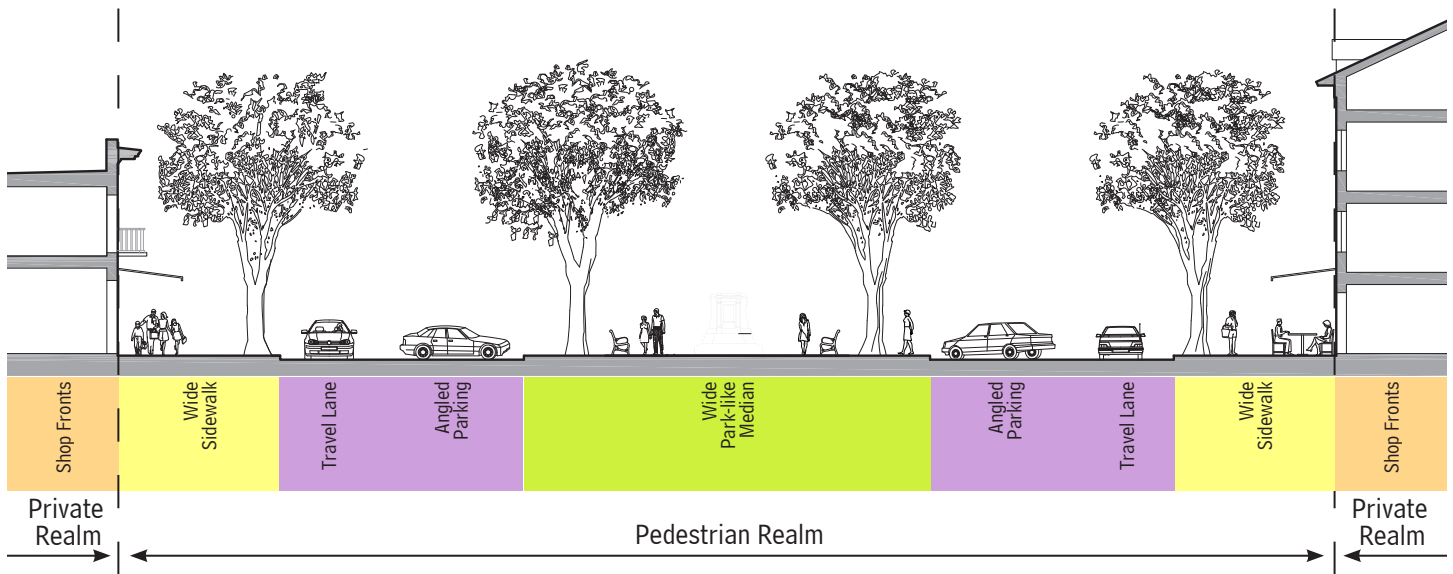 Shop Fronts
Wide
Sidewalk
Travel Lane
Angled
Parking
Wide
Park-like
Median
Angled
Parking
Travel Lane
Wide
Sidewalk
Shop Fronts
Private
Realm
Pedestrian Realm
Private
Realm